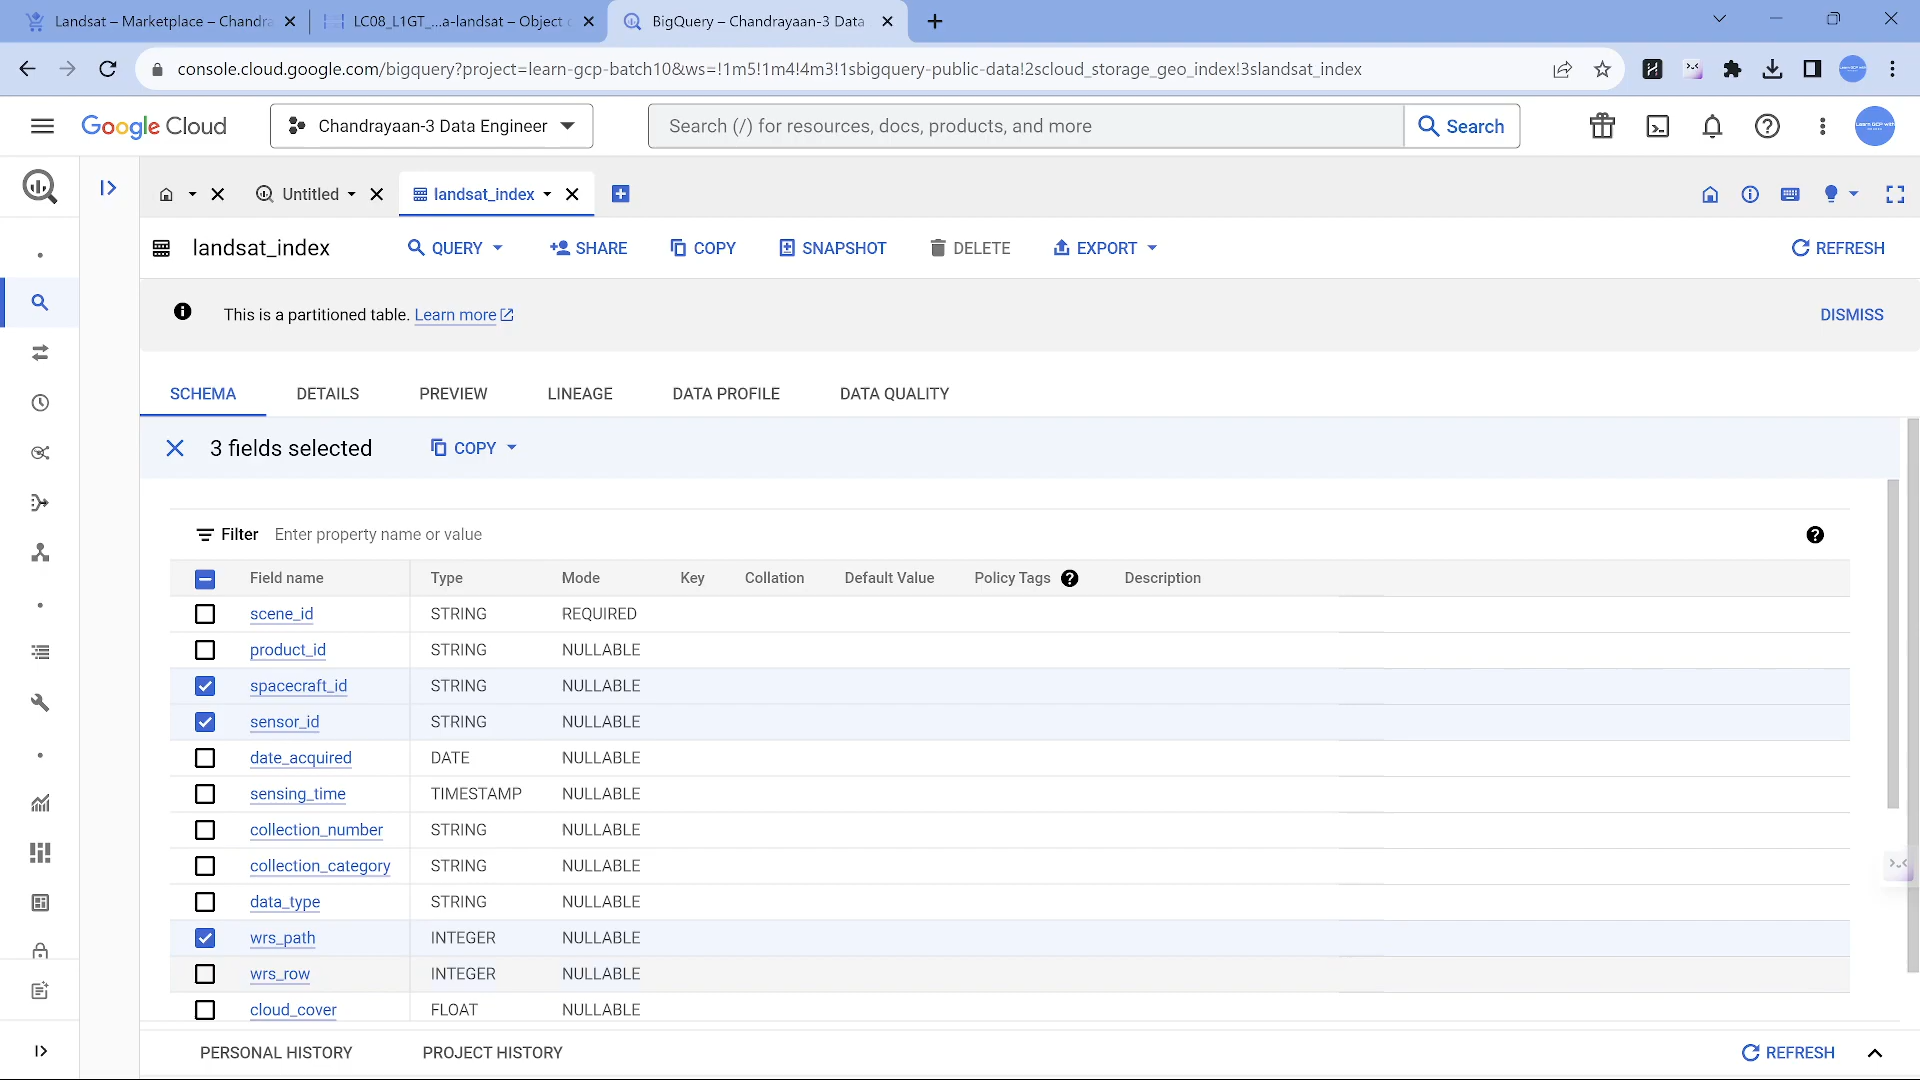 Landsat – Marketplace – Chandra
LC08_L1GT_...a-landsat – Object
BigQuery – Chandrayaan-3 Data
console.cloud.google.com/bigquery?project=learn-gcp-batch10&ws=!1m5!1m4!4m3!1sbigquery-public-data!2scloud_storage_geo_index!3slandsat_index
Google Cloud
Chandrayaan-3 Data Engineer
Search (/) for resources, docs, products, and more
Search
Untitled
landsat_index
landsat_index
QUERY
SHARE
COPY
SNAPSHOT
DELETE
EXPORT
REFRESH
This is a partitioned table. Learn more
DISMISS
SCHEMA
DETAILS
PREVIEW
LINEAGE
DATA PROFILE
DATA QUALITY
3 fields selected
COPY
Filter Enter property name or value
Field name Type Mode Key Collation Default Value Policy Tags Description
scene_id STRING REQUIRED
product_id STRING NULLABLE
spacecraft_id STRING NULLABLE
sensor_id STRING NULLABLE
date_acquired DATE NULLABLE
sensing_time TIMESTAMP NULLABLE
collection_number STRING NULLABLE
collection_category STRING NULLABLE
data_type STRING NULLABLE
wrs_path INTEGER NULLABLE
wrs_row INTEGER NULLABLE
cloud_cover FLOAT NULLABLE
PERSONAL HISTORY
PROJECT HISTORY
REFRESH